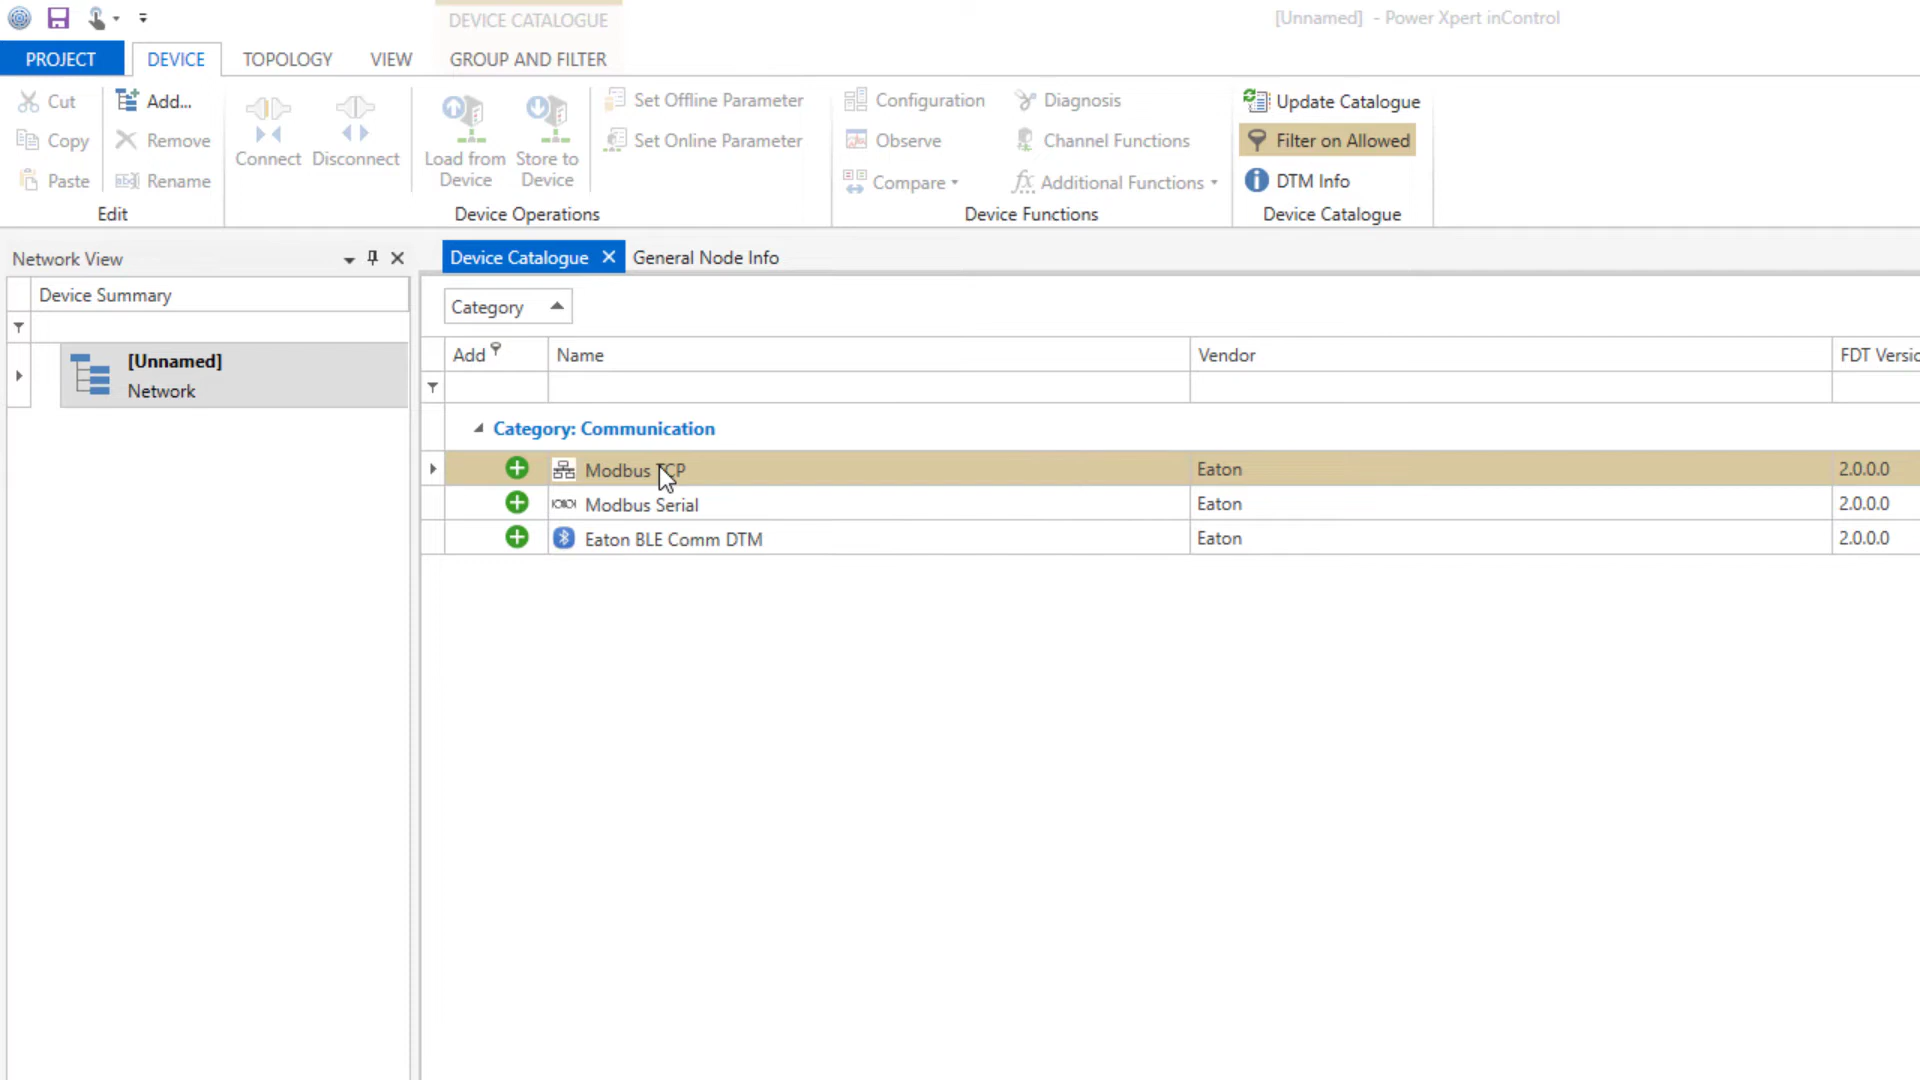 DEVICE CATALOGUE
[Unnamed] - Power Xpert inControl
PROJECT
DEVICE
TOPOLOGY
VIEW
GROUP AND FILTER
Cut
Copy
Paste
Add...
Remove
Rename
Edit
Connect
Disconnect
Load from
Device
Store to
Device
Set Offline Parameter
Set Online Parameter
Device Operations
Configuration
Observe
Compare
Diagnosis
Channel Functions
fx Additional Functions
Device Functions
Update Catalogue
Filter on Allowed
DTM Info
Device Catalogue
Network View
Device Summary
[Unnamed]
Network
Device Catalogue
General Node Info
Category
Add
Name
Vendor
FDT Versio
Category: Communication
Modbus TCP
Eaton
2.0.0.0
Modbus Serial
Eaton
2.0.0.0
Eaton BLE Comm DTM
Eaton
2.0.0.0